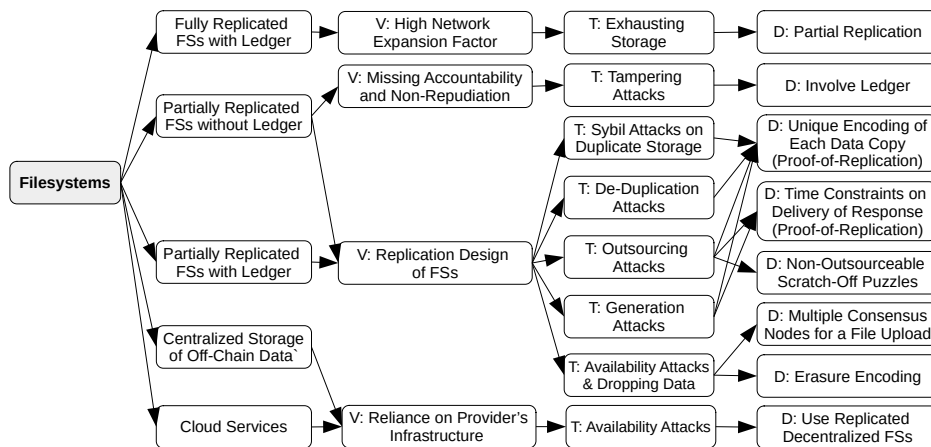 Filesystems
Fully Replicated
FSs with Ledger
Partially Replicated
FSs without Ledger
Partially Replicated
FSs with Ledger
Centralized Storage
of Off-Chain Data`
Cloud Services
V: High Network
Expansion Factor
V: Missing Accountability
and Non-Repudiation
V: Replication Design
of FSs
V: Reliance on Provider's
Infrastructure
T: Exhausting
Storage
T: Tampering
Attacks
T: Sybil Attacks on
Duplicate Storage
T: De-Duplication
Attacks
T: Outsourcing
Attacks
T: Generation
Attacks
T: Availability Attacks
& Dropping Data
T: Availability Attacks
D: Partial Replication
D: Involve Ledger
D: Unique Encoding of
Each Data Copy
(Proof-of-Replication)
D: Time Constraints on
Delivery of Response
(Proof-of-Replication)
D: Non-Outsourceable
Scratch-Off Puzzles
D: Multiple Consensus
Nodes for a File Upload
D: Erasure Encoding
D: Use Replicated
Decentralized FSs